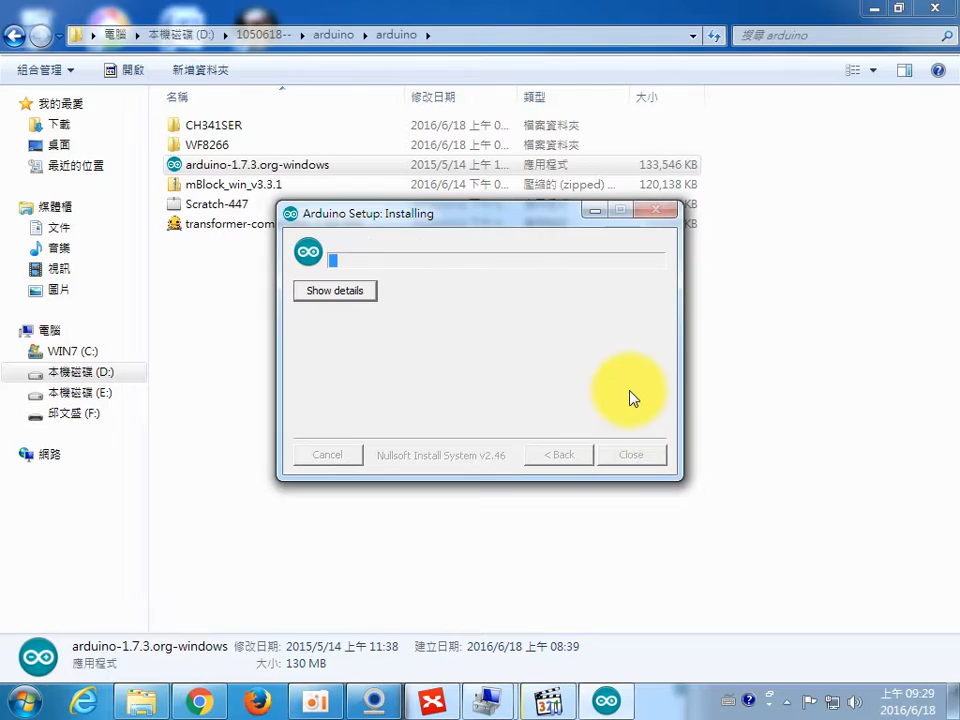 電腦 本機磁碟 (D:) 1050618-- arduino arduino
搜尋 arduino
組合管理 開啟 新增資料夾
名稱 修改日期 類型 大小
我的最愛
下載
桌面
最近的位置
媒體櫃
文件
音樂
視訊
圖片
電腦
WIN7 (C:)
本機磁碟 (D:)
本機磁碟 (E:)
邱文盛 (F:)
網路
CH341SER 2016/6/18 上午 0... 檔案資料夾
WF8266 2016/6/18 上午 0... 檔案資料夾
arduino-1.7.3.org-windows 2015/5/14 上午 1... 應用程式 133,546 KB
mBlock_win_v3.3.1 2016/6/14 下午 0... 壓縮的 (zipped) ... 120,138 KB
Scratch-447 KB
transformer-com KB
Arduino Setup: Installing
Show details
Cancel Nullsoft Install System v2.46 < Back Close
arduino-1.7.3.org-windows 修改日期: 2015/5/14 上午 11:38 建立日期: 2016/6/18 上午 08:39
應用程式 大小: 130 MB
321
上午 09:29
2016/6/18